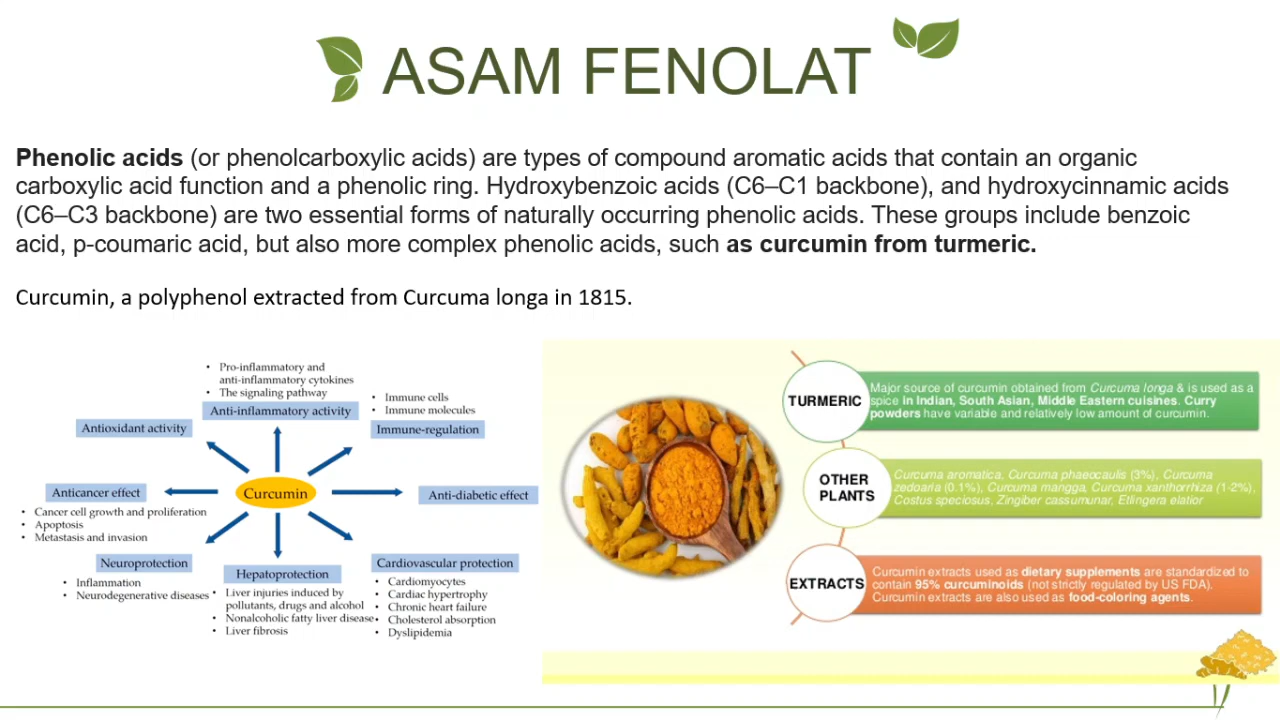 ASAM FENOLAT
Phenolic acids (or phenolcarboxylic acids) are types of compound aromatic acids that contain an organic
carboxylic acid function and a phenolic ring. Hydroxybenzoic acids (C6–C1 backbone), and hydroxycinnamic acids
(C6–C3 backbone) are two essential forms of naturally occurring phenolic acids. These groups include benzoic
acid, p-coumaric acid, but also more complex phenolic acids, such as curcumin from turmeric.
Curcumin, a polyphenol extracted from Curcuma longa in 1815.
• Pro-inflammatory and
anti-inflammatory cytokines
• The signaling pathway
Anti-inflammatory activity
• Immune cells
• Immune molecules
Immune-regulation
Antioxidant activity
Anticancer effect
Curcumin
Anti-diabetic effect
• Cancer cell growth and proliferation
• Apoptosis
• Metastasis and invasion
Neuroprotection
• Inflammation
• Neurodegenerative diseases
Hepatoprotection
• Liver injuries induced by
pollutants, drugs and alcohol
• Nonalcoholic fatty liver disease
• Liver fibrosis
Cardiovascular protection
• Cardiomyocytes
• Cardiac hypertrophy
• Chronic heart failure
• Cholesterol absorption
• Dyslipidemia
TURMERIC
Major source of curcumin obtained from Curcuma longa & is used as a
spice in Indian, South Asian, Middle Eastern cuisines. Curry
powders have variable and relatively low amount of curcumin.
OTHER
PLANTS
Curcuma aromatica, Curcuma phaeocaulis (3%), Curcuma
zedoaria (0.1%), Curcuma mangga, Curcuma xanthorrhiza (1-2%),
Costus speciosus, Zingiber cassumunar, Etlingera elatior
EXTRACTS
Curcumin extracts used as dietary supplements are standardized to
contain 95% curcuminoids (not strictly regulated by US FDA).
Curcumin extracts are also used as food-coloring agents.